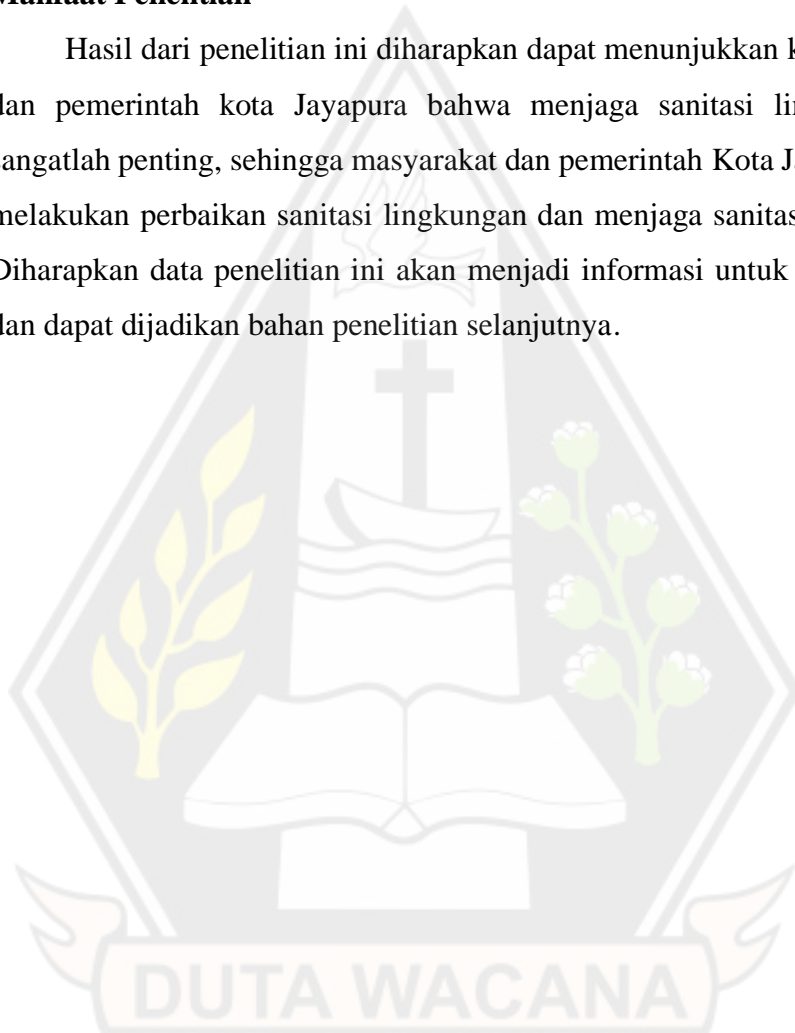 Manfaat Penelitian
Hasil dari penelitian ini diharapkan dapat menunjukkan
dan pemerintah kota Jayapura bahwa menjaga sanitasi
sangatlah penting, sehingga masyarakat dan pemerintah Kota
melakukan perbaikan sanitasi lingkungan dan menjaga
Diharapkan data penelitian ini akan menjadi informasi untuk
dan dapat dijadikan bahan penelitian selanjutnya.
DUTA WACANA